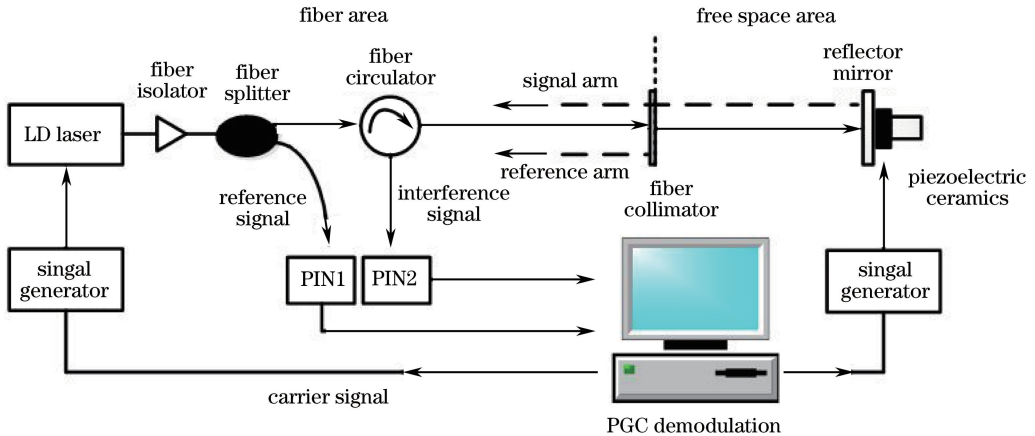 fiber area
free space area
fiber
isolator
fiber
splitter
fiber
circulator
reflector
mirror
signal arm
LD laser
reference arm
reference
signal
interference
signal
fiber
collimator
piezoelectric
ceramics
singal
generator
PIN1
PIN2
singal
generator
carrier signal
PGC demodulation